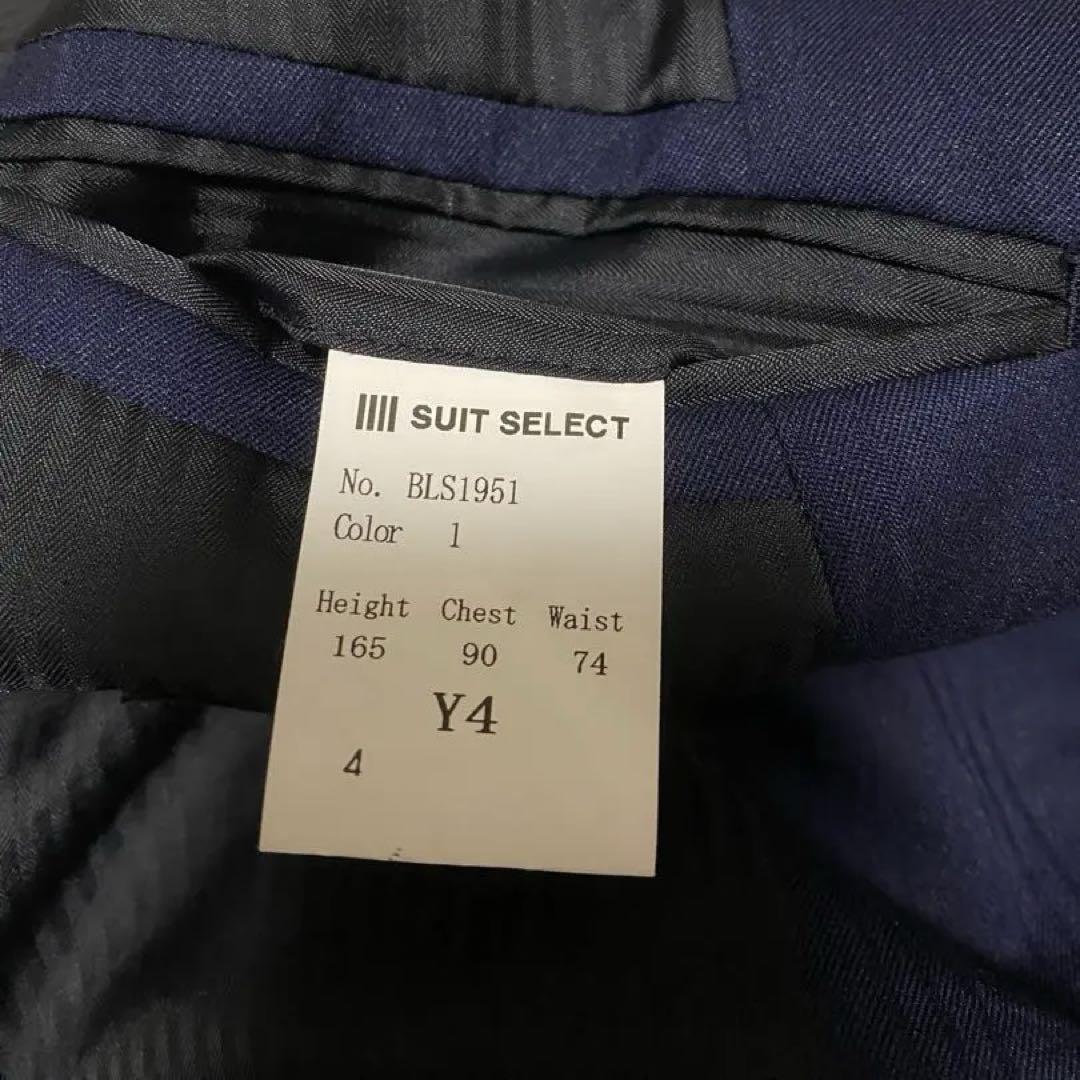 SUIT SELECT
No. BLS1951
Color 1
Height Chest Waist
165 90 74
Y4
4